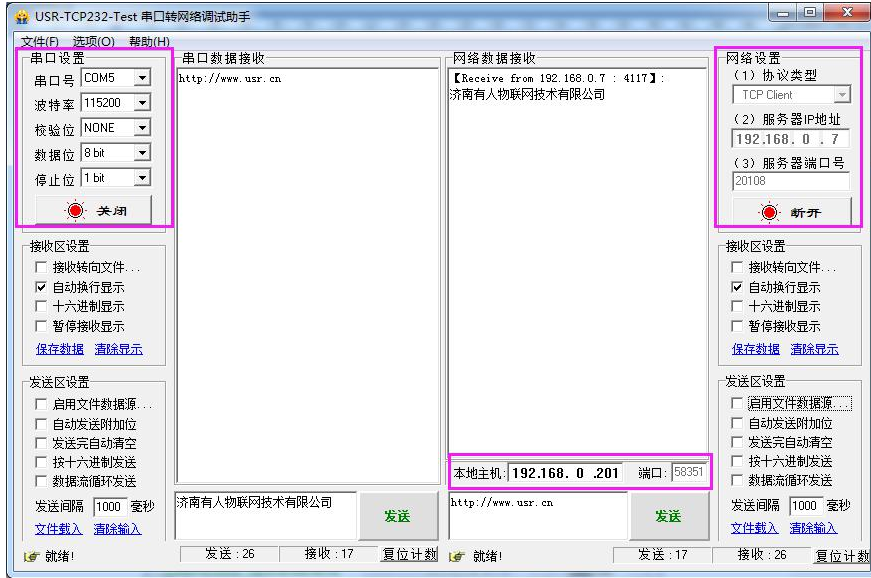 USR-TCP232-Test 串口转网络调试助手
文件(F) 选项(O) 帮助(H)
串口设置
串口号 COM5
波特率 115200
校验位 NONE
数据位 8 bit
停止位 1 bit
关闭
接收区设置
接收转向文件...
自动换行显示
十六进制显示
暂停接收显示
保存数据 清除显示
发送区设置
启用文件数据源...
自动发送附加位
发送完自动清空
按十六进制发送
数据流循环发送
发送间隔 1000 毫秒
文件载入 清除输入
就绪!
串口数据接收
http://www.usr.cn
济南有人物联网技术有限公司
发送
发送 : 26 接收 : 17 复位计数
网络数据接收
【Receive from 192.168.0.7 : 4117】:
济南有人物联网技术有限公司
本地主机: 192.168. 0 .201 端口: 58351
http://www.usr.cn
发送
就绪!
发送 : 17 接收 : 26 复位计数
网络设置
(1) 协议类型
TCP Client
(2) 服务器IP地址
192.168. 0 . 7
(3) 服务器端口号
20108
断开
接收区设置
接收转向文件...
自动换行显示
十六进制显示
暂停接收显示
保存数据 清除显示
发送区设置
启用文件数据源...
自动发送附加位
发送完自动清空
按十六进制发送
数据流循环发送
发送间隔 1000 毫秒
文件载入 清除输入